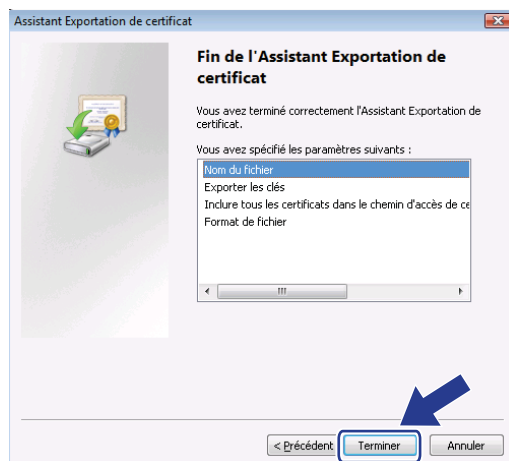 Assistant Exportation de certificat
Fin de l'Assistant Exportation de
certificat
Vous avez terminé correctement l'Assistant Exportation de
certificat.
Vous avez spécifié les paramètres suivants :
Nom du fichier
Exporter les clés
Inclure tous les certificats dans le chemin d'accès de ce
Format de fichier
< Précédent Terminer Annuler